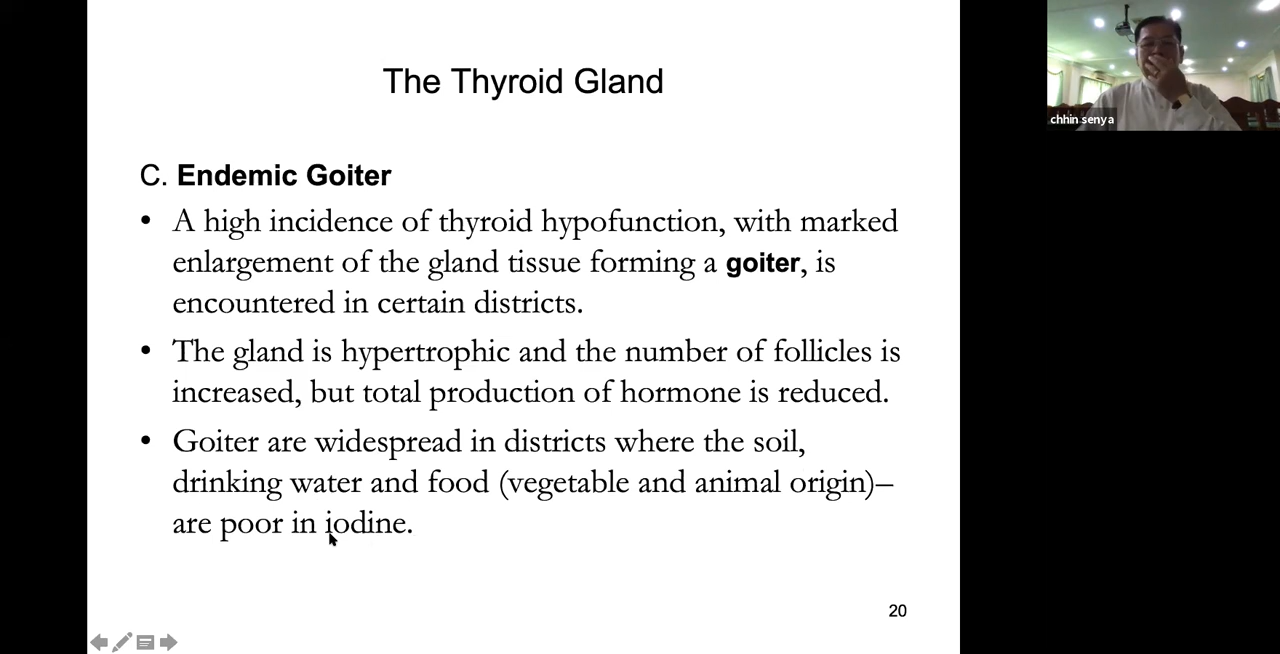 The Thyroid Gland
C. Endemic Goiter
• A high incidence of thyroid hypofunction, with marked
enlargement of the gland tissue forming a goiter, is
encountered in certain districts.
• The gland is hypertrophic and the number of follicles is
increased, but total production of hormone is reduced.
• Goiter are widespread in districts where the soil,
drinking water and food (vegetable and animal origin)–
are poor in iodine.
20
chhin senya